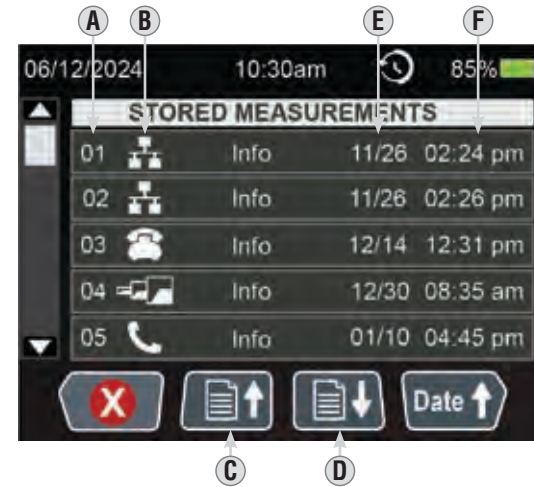 A B E F
06/12/2024 10:30am 85%
STORED MEASUREMENTS
01 Info 11/26 02:24 pm
02 Info 11/26 02:26 pm
03 Info 12/14 12:31 pm
04 Info 12/30 08:35 am
05 Info 01/10 04:45 pm
X Date
C D